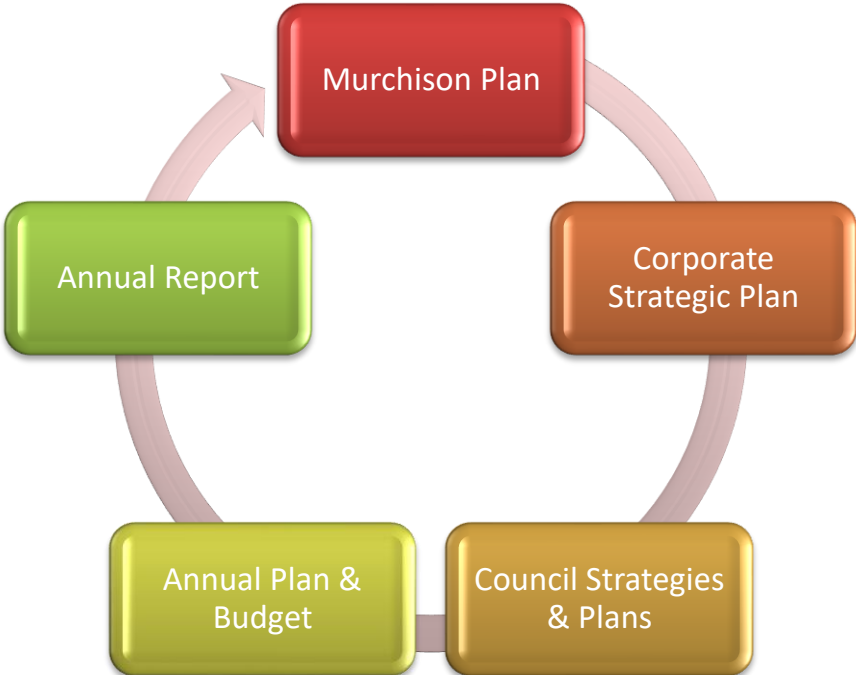 Murchison Plan
Corporate
Strategic Plan
Council Strategies
& Plans
Annual Plan &
Budget
Annual Report